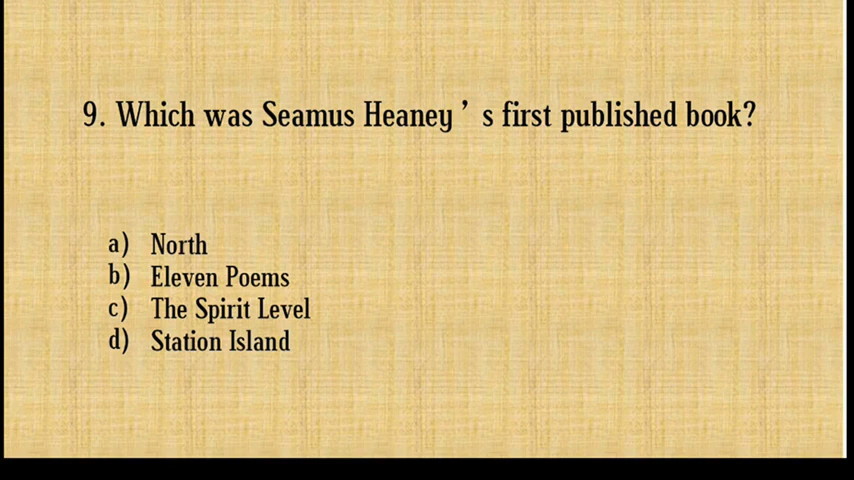 9. Which was Seamus Heaney ’ s first published book?
a) North
b) Eleven Poems
c) The Spirit Level
d) Station Island